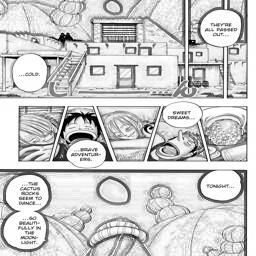 THEY'RE
ALL PASSED
OUT...
...COLD.
SWEET
DREAMS...
...BRAVE
ADVENTUR-
ERS.
TONIGHT...
...THE
CACTUS
ROCKS
SEEM TO
DANCE...
...SO
BEAUTI-
FULLY IN
THE MOON-
LIGHT.